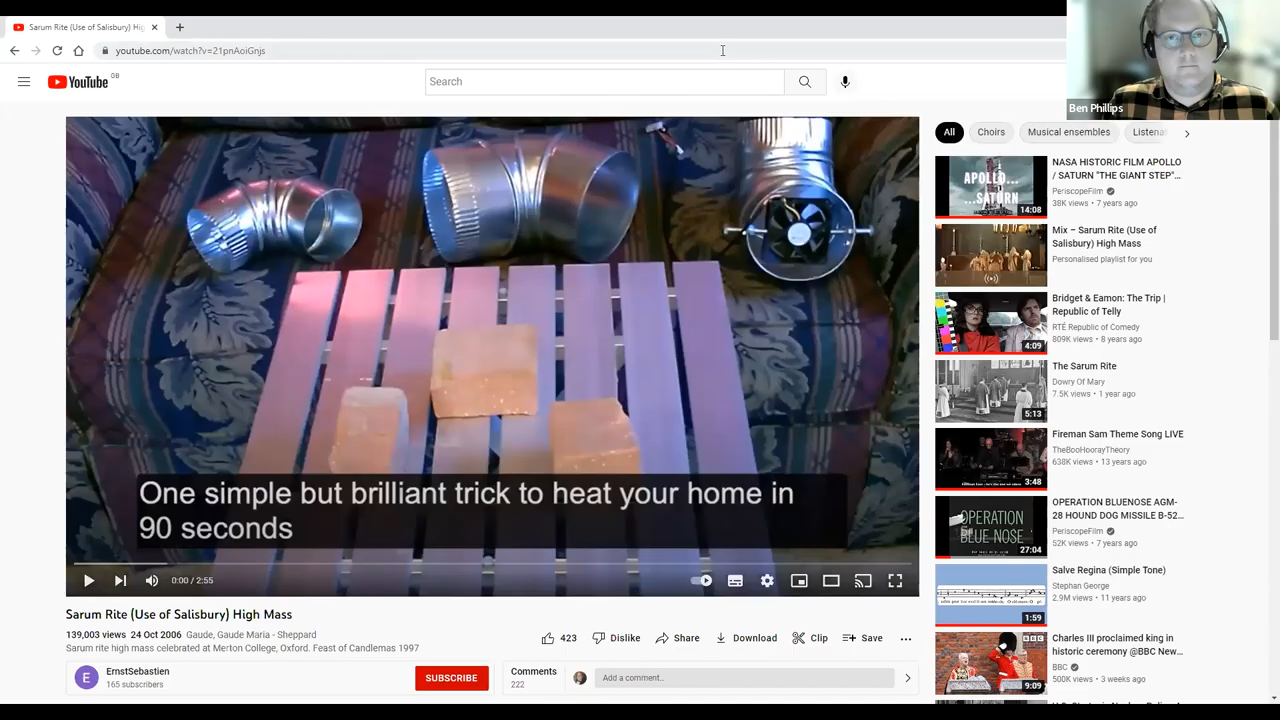 Sarum Rite (Use of Salisbury) Hig
youtube.com/watch?v=21pnAoiGnjs
YouTube GB
Search
Ben Phillips
All
Choirs
Musical ensembles
One simple but brilliant trick to heat your home in
90 seconds
0:00 / 2:55
Sarum Rite (Use of Salisbury) High Mass
139,003 views 24 Oct 2006 Gaude, Gaude Maria - Sheppard
Sarum rite high mass celebrated at Merton College, Oxford. Feast of Candlemas 1997
423
Dislike
Share
Download
Clip
Save
E
ErnstSebastien
165 subscribers
SUBSCRIBE
Comments
222
Add a comment...
APOLLO...
...SATURN
14:08
NASA HISTORIC FILM APOLLO
/ SATURN "THE GIANT STEP"...
PeriscopeFilm
38K views • 7 years ago
Mix – Sarum Rite (Use of
Salisbury) High Mass
Personalised playlist for you
4:09
Bridget & Eamon: The Trip |
Republic of Telly
RTÉ Republic of Comedy
809K views • 8 years ago
5:13
The Sarum Rite
Dowry Of Mary
7.5K views • 1 year ago
3:48
Fireman Sam Theme Song LIVE
TheBooHoorayTheory
638K views • 13 years ago
OPERATION
BLUE NOSE
27:04
OPERATION BLUENOSE AGM-
28 HOUND DOG MISSILE B-52...
PeriscopeFilm
52K views • 7 years ago
1:59
Salve Regina (Simple Tone)
Stephan George
2.9M views • 11 years ago
9:09
Charles III proclaimed king in
historic ceremony @BBC New...
BBC
500K views • 3 weeks ago